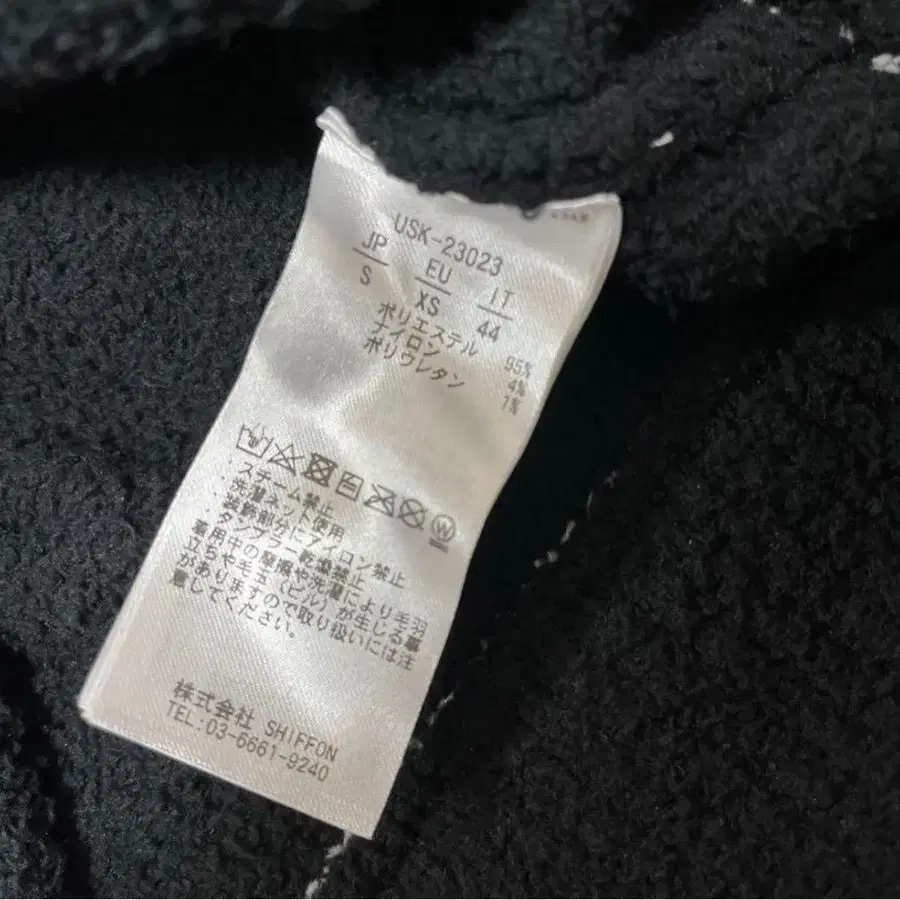 USK-23023
JP EU IT
S XS 44
ポリエステル 95%
ナイロン 4%
ポリウレタン 1%
・スチーム禁止
・洗濯ネット使用
・装飾部分にアイロン禁止
・タンブラー乾燥禁止
着用中の摩擦や洗濯により毛羽
立ちや毛玉(ピル)が生じる事
がありますので取り扱いには注
意してください。
株式会社 SHIFFON
TEL:03-6661-9240